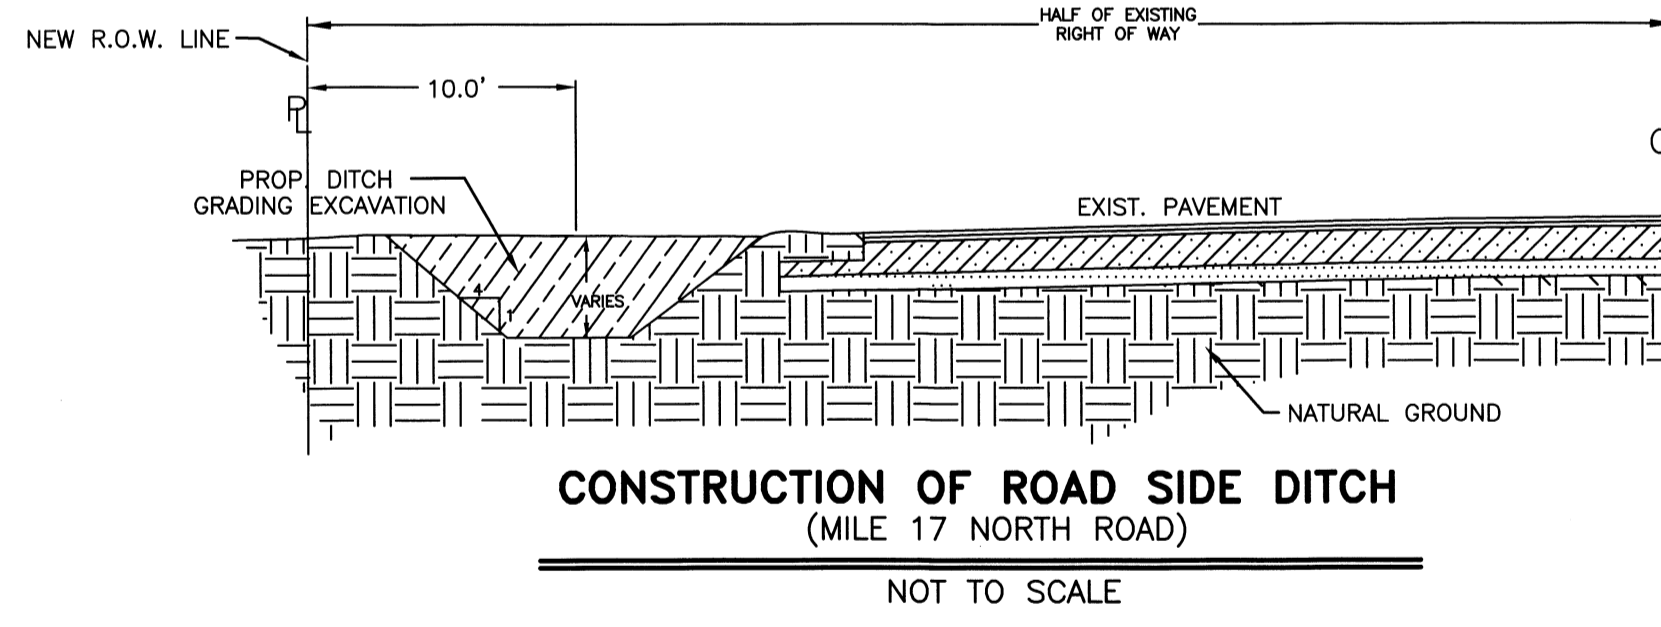 HALF OF EXISTING
RIGHT OF WAY
NEW R.O.W. LINE
10.0'
PL
PROP. DITCH
GRADING EXCAVATION
EXIST. PAVEMENT
4
1
VARIES
NATURAL GROUND
CONSTRUCTION OF ROAD SIDE DITCH
(MILE 17 NORTH ROAD)
NOT TO SCALE